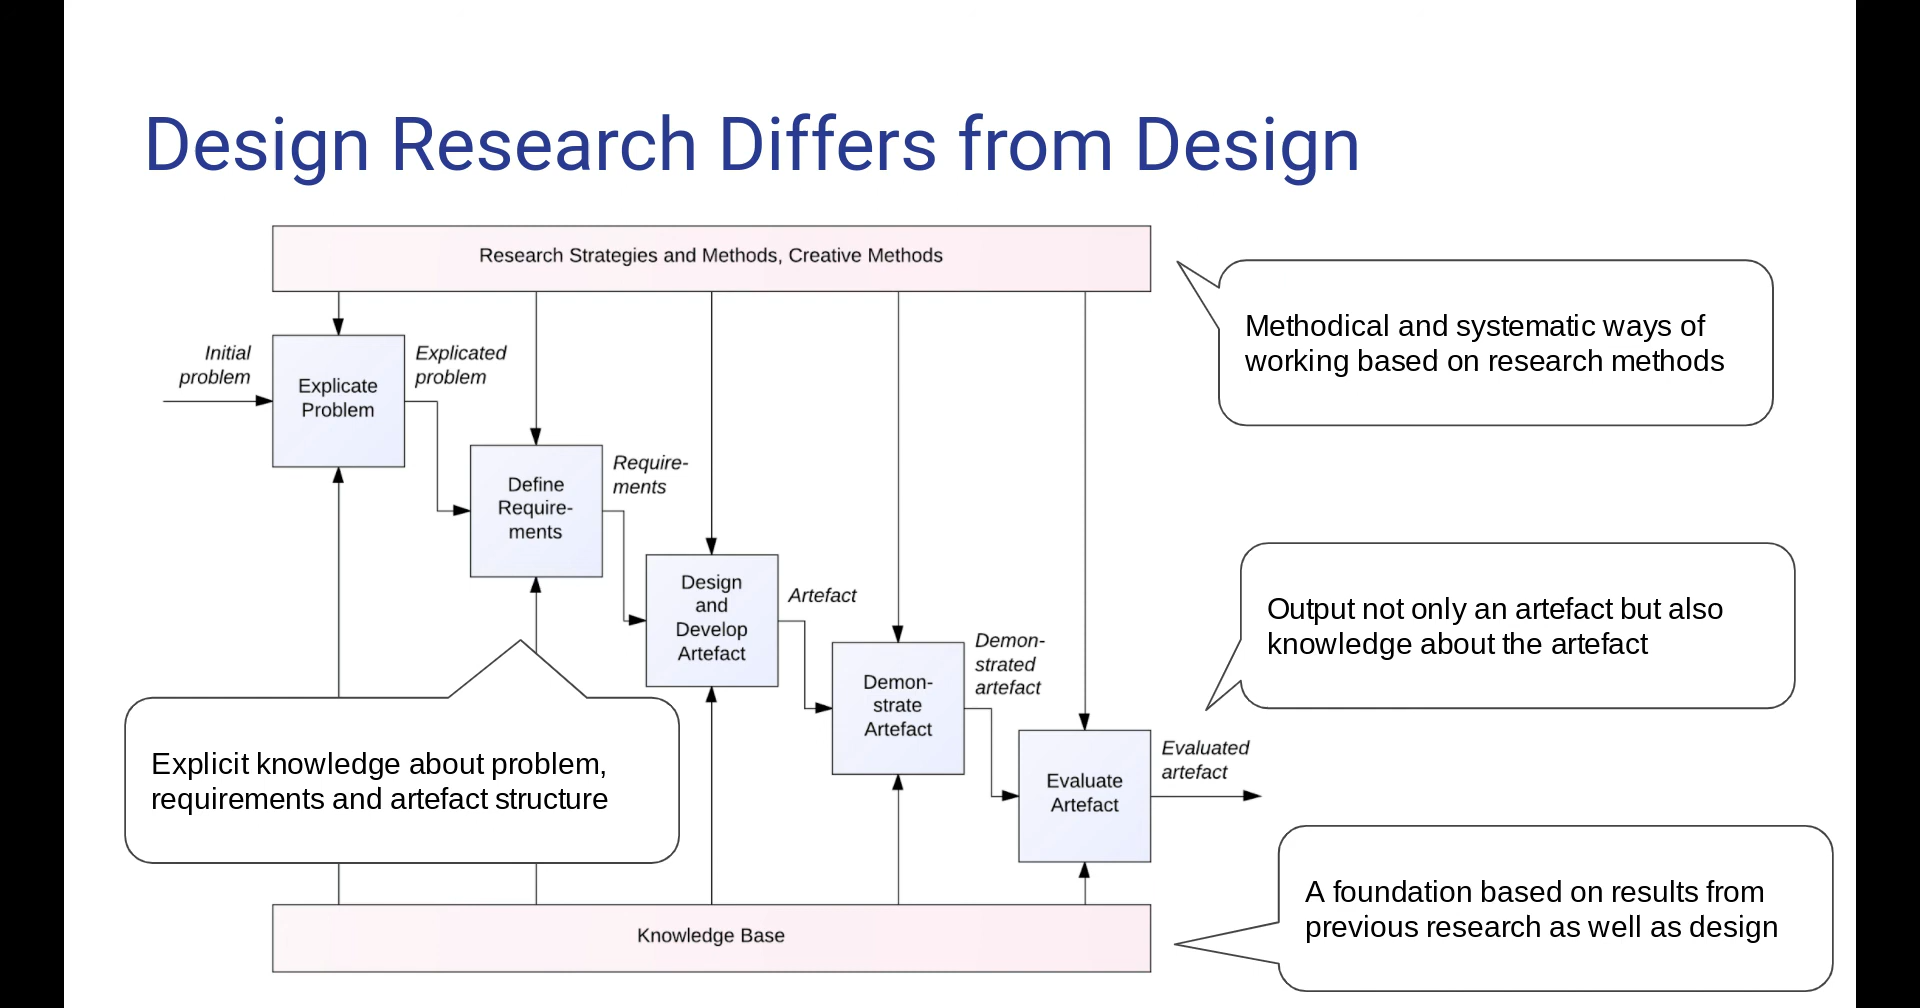 Design Research Differs from Design
Research Strategies and Methods, Creative Methods
Methodical and systematic ways of
working based on research methods
Initial
problem
Explicate
Problem
Explicated
problem
Define
Require-
ments
Require-
ments
Design
and
Develop
Artefact
Artefact
Demon-
strate
Artefact
Demon-
strated
artefact
Output not only an artefact but also
knowledge about the artefact
Explicit knowledge about problem,
requirements and artefact structure
Evaluate
Artefact
Evaluated
artefact
Knowledge Base
A foundation based on results from
previous research as well as design